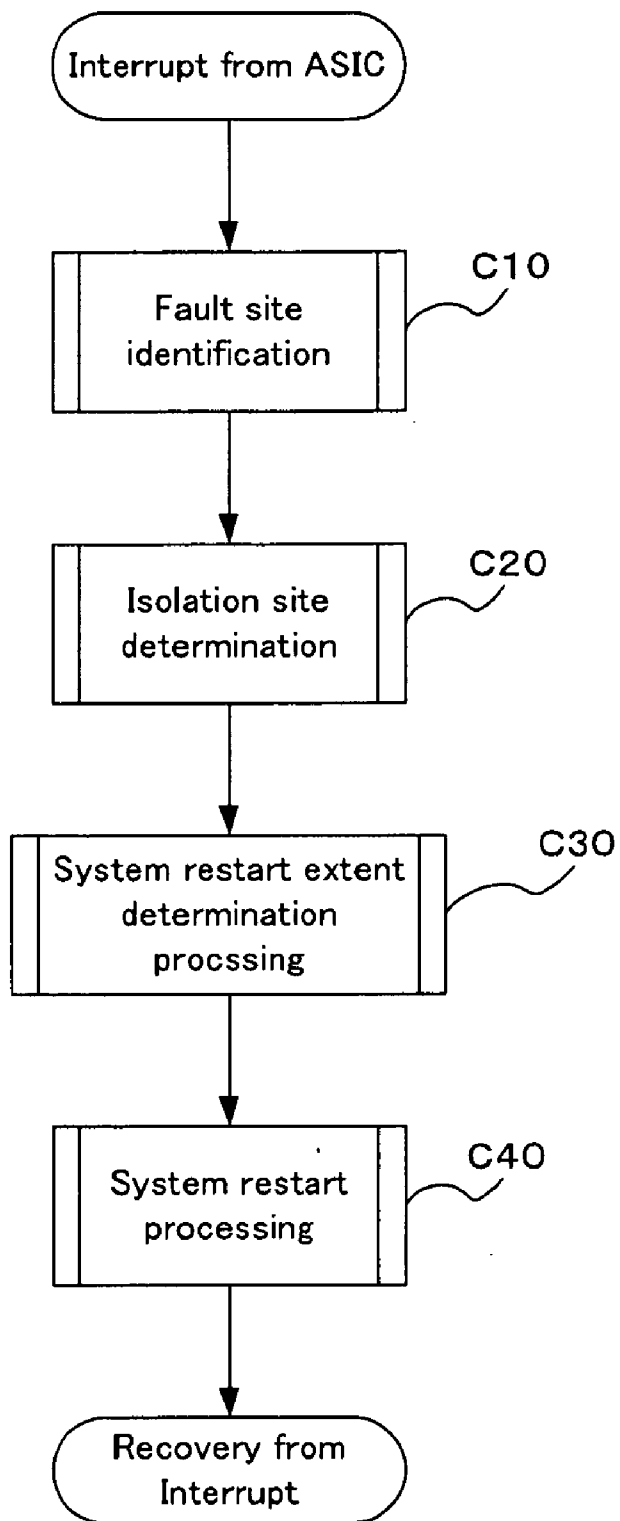 Interrupt from ASIC
C10
Fault site
identification
C20
Isolation site
determination
C30
System restart extent
determination
procssing
C40
System restart
processing
Recovery from
Interrupt